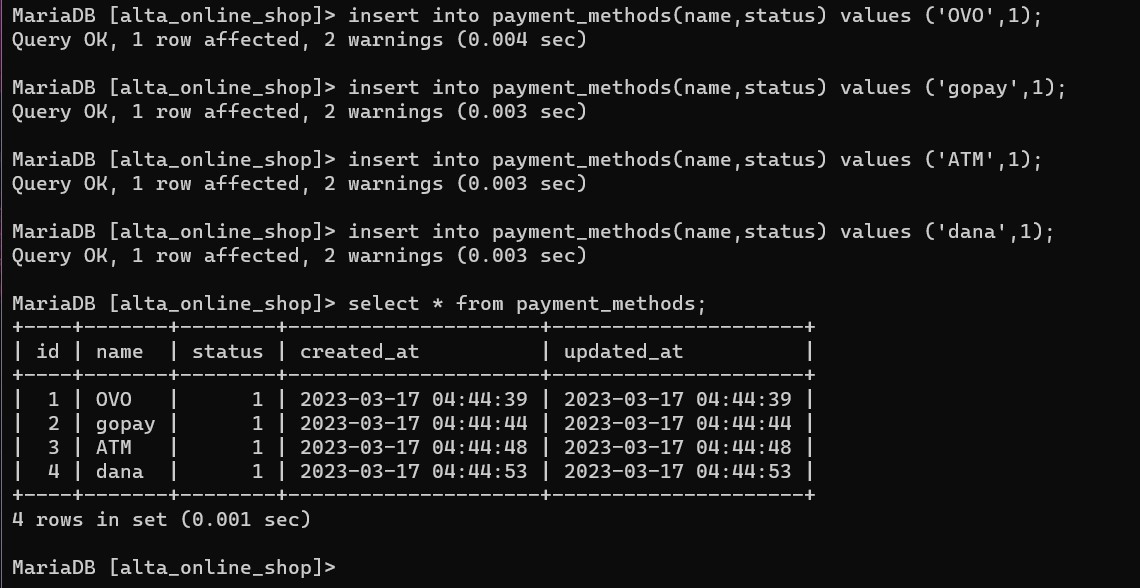 MariaDB [alta_online_shop]> insert into payment_methods(name,status) values ('OVO',1);
Query OK, 1 row affected, 2 warnings (0.004 sec)

MariaDB [alta_online_shop]> insert into payment_methods(name,status) values ('gopay',1);
Query OK, 1 row affected, 2 warnings (0.003 sec)

MariaDB [alta_online_shop]> insert into payment_methods(name,status) values ('ATM',1);
Query OK, 1 row affected, 2 warnings (0.003 sec)

MariaDB [alta_online_shop]> insert into payment_methods(name,status) values ('dana',1);
Query OK, 1 row affected, 2 warnings (0.003 sec)

MariaDB [alta_online_shop]> select * from payment_methods;
+----+-------+--------+---------------------+---------------------+
| id | name  | status | created_at          | updated_at          |
+----+-------+--------+---------------------+---------------------+
|  1 | OVO   |      1 | 2023-03-17 04:44:39 | 2023-03-17 04:44:39 |
|  2 | gopay |      1 | 2023-03-17 04:44:44 | 2023-03-17 04:44:44 |
|  3 | ATM   |      1 | 2023-03-17 04:44:48 | 2023-03-17 04:44:48 |
|  4 | dana  |      1 | 2023-03-17 04:44:53 | 2023-03-17 04:44:53 |
+----+-------+--------+---------------------+---------------------+
4 rows in set (0.001 sec)

MariaDB [alta_online_shop]>